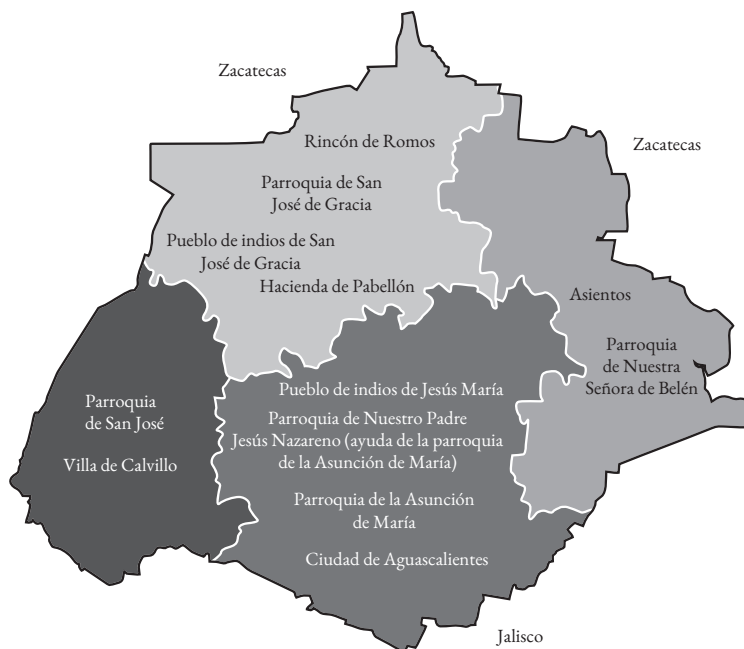 Zacatecas
Zacatecas
Rincón de Romos
Parroquia de San
José de Gracia
Pueblo de indios de San
José de Gracia
Hacienda de Pabellón
Asientos
Parroquia
de Nuestra
Señora de Belén
Pueblo de indios de Jesús María
Parroquia de Nuestro Padre
Jesús Nazareno (ayuda de la parroquia
de la Asunción de María)
Parroquia
de San José
Villa de Calvillo
Parroquia de la Asunción
de María
Ciudad de Aguascalientes
Jalisco